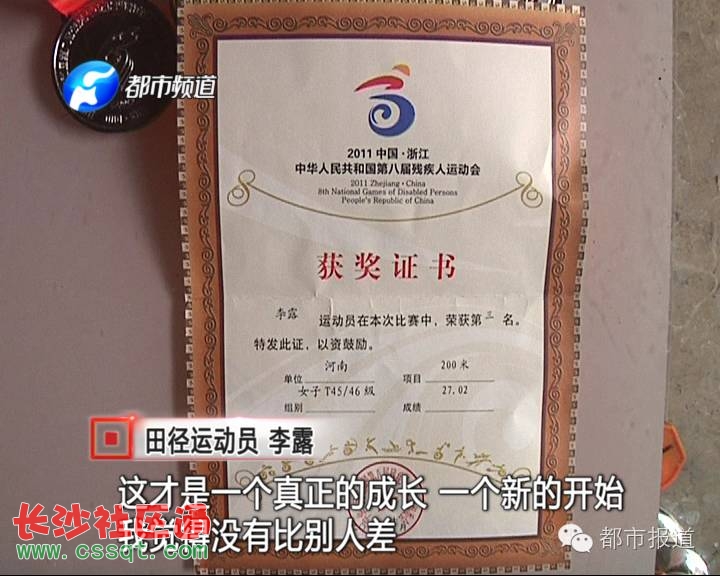 都市频道
2011 中国·浙江
中华人民共和国第八届残疾人运动会
2011 Zhejiang·China
8th National Games of Disabled Persons
People's Republic of China
获奖证书
李露 运动员在本次比赛中，荣获第三名。
特发此证，以资鼓励。
单位 河南 项目 200米
组别 女子T45/46级 成绩 27.02
田径运动员 李露
这才是一个真正的成长 一个新的开始
我觉得没有比别人差
长沙社区通
www.cssqt.com
都市报道